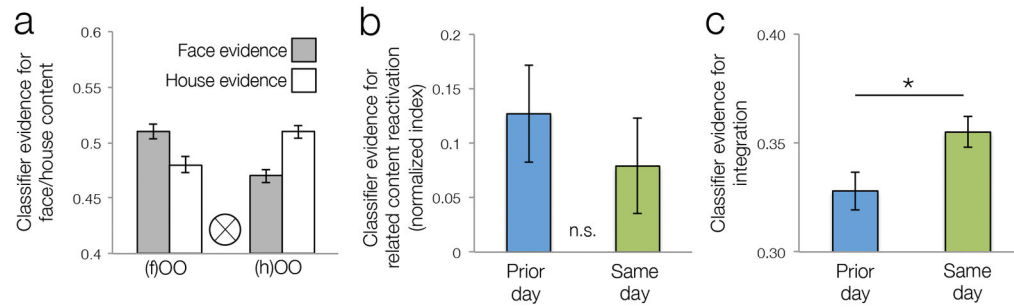 a
Classifier evidence for
face/house content
0.6
0.55
0.5
0.45
0.4
Face evidence
House evidence
(f)OO
(h)OO
b
Classifier evidence for
related content reactivation
(normalized index)
0.2
0.15
0.1
0.05
0
n.s.
Prior
day
Same
day
c
Classifier evidence for
integration
0.40
0.35
0.30
*
Prior
day
Same
day